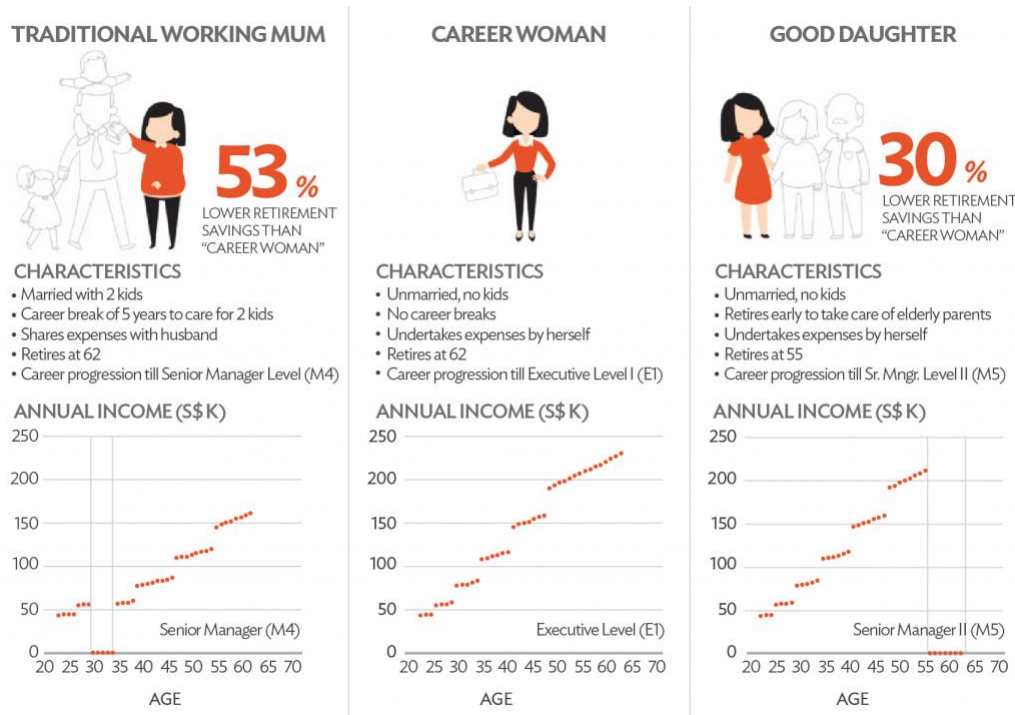 TRADITIONAL WORKING MUM
53 %
LOWER RETIREMENT
SAVINGS THAN
"CAREER WOMAN"
CHARACTERISTICS
• Married with 2 kids
• Career break of 5 years to care for 2 kids
• Shares expenses with husband
• Retires at 62
• Career progression till Senior Manager Level (M4)
ANNUAL INCOME (S$ K)
250
200
150
100
50
0
Senior Manager (M4)
20 25 30 35 40 45 50 55 60 65 70
AGE
CAREER WOMAN
CHARACTERISTICS
• Unmarried, no kids
• No career breaks
• Undertakes expenses by herself
• Retires at 62
• Career progression till Executive Level I (E1)
ANNUAL INCOME (S$ K)
250
200
150
100
50
0
Executive Level (E1)
20 25 30 35 40 45 50 55 60 65 70
AGE
GOOD DAUGHTER
30 %
LOWER RETIREMENT
SAVINGS THAN
"CAREER WOMAN"
CHARACTERISTICS
• Unmarried, no kids
• Retires early to take care of elderly parents
• Undertakes expenses by herself
• Retires at 55
• Career progression till Sr. Mngr. Level II (M5)
ANNUAL INCOME (S$ K)
250
200
150
100
50
0
Senior Manager II (M5)
20 25 30 35 40 45 50 55 60 65 70
AGE